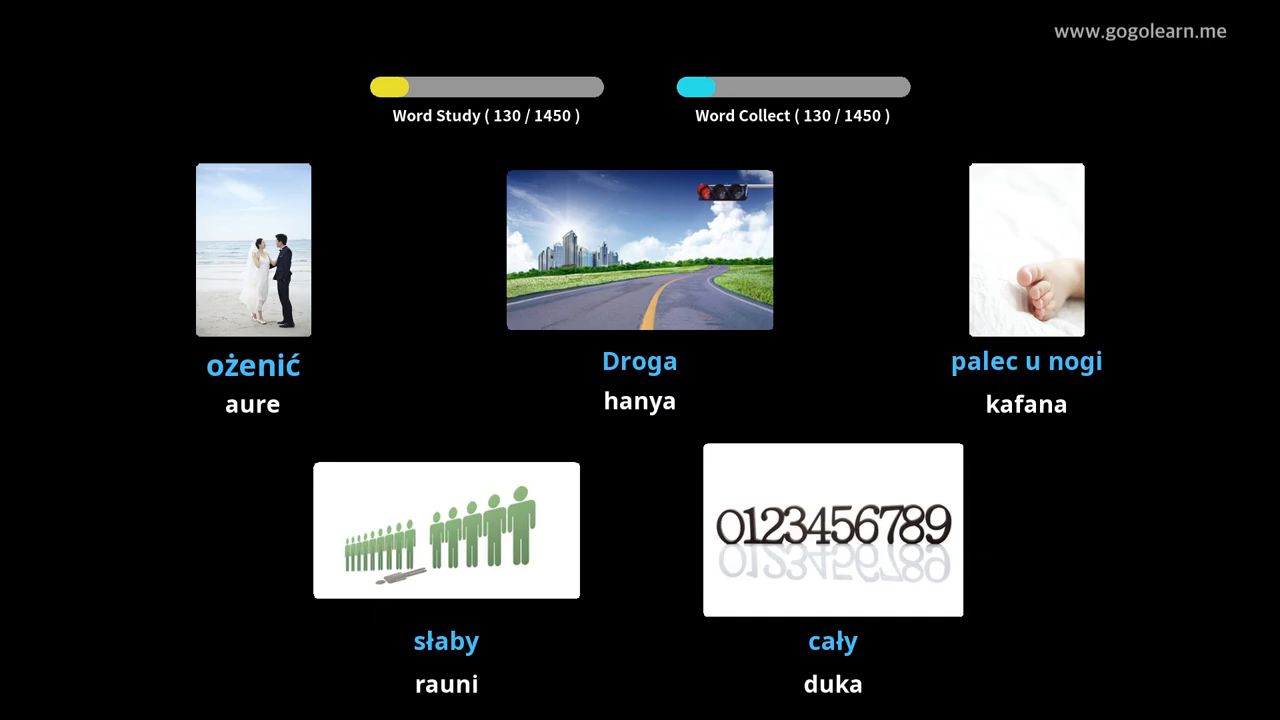 www.gogolearn.me
Word Study ( 130 / 1450 )
Word Collect ( 130 / 1450 )
ożenić
aure
Droga
hanya
palec u nogi
kafana
0123456789
słaby
rauni
cały
duka